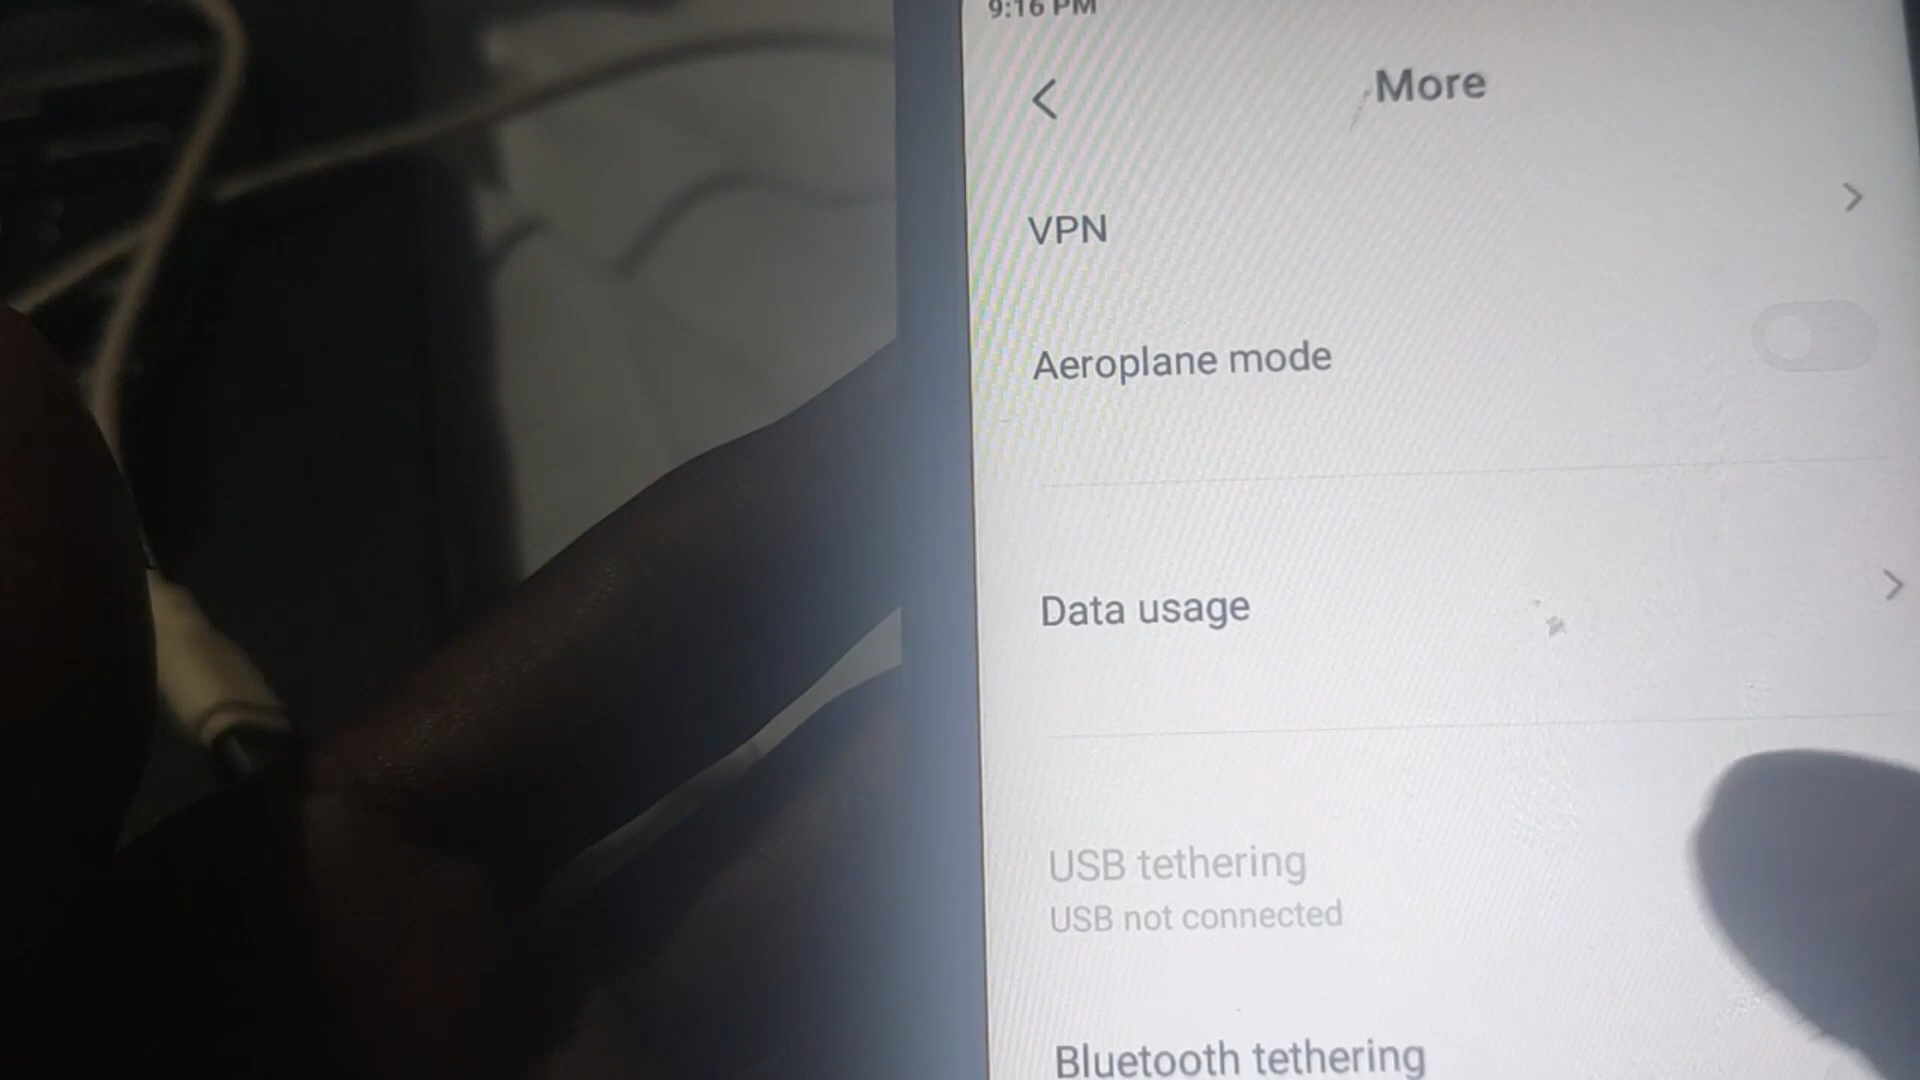 9:16 PM
More
VPN
Aeroplane mode
Data usage
USB tethering
USB not connected
Bluetooth tethering